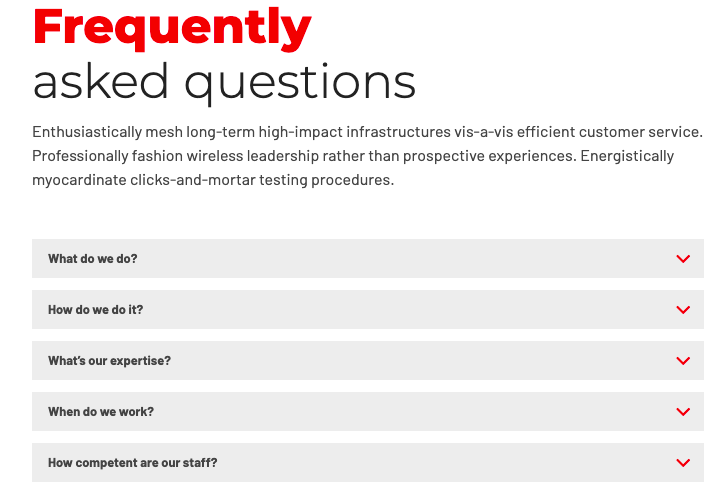 Frequently
asked questions
Enthusiastically mesh long-term high-impact infrastructures vis-a-vis efficient customer service.
Professionally fashion wireless leadership rather than prospective experiences. Energistically
myocardinate clicks-and-mortar testing procedures.
What do we do?
How do we do it?
What's our expertise?
When do we work?
How competent are our staff?